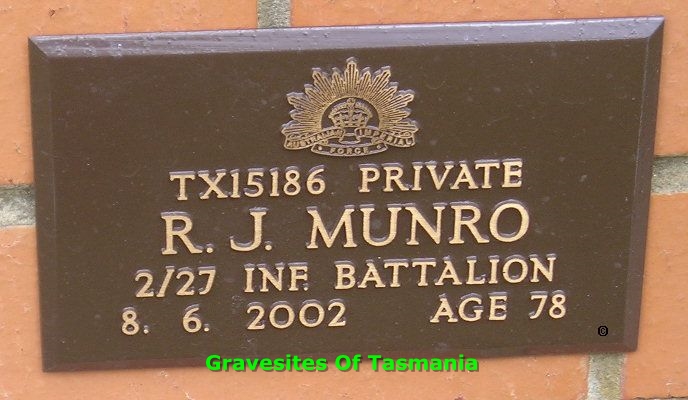 AUSTRALIAN IMPERIAL
FORCE
TX15186 PRIVATE
R. J. MUNRO
2/27 INF. BATTALION
8. 6. 2002 AGE 78
©
Gravesites Of Tasmania